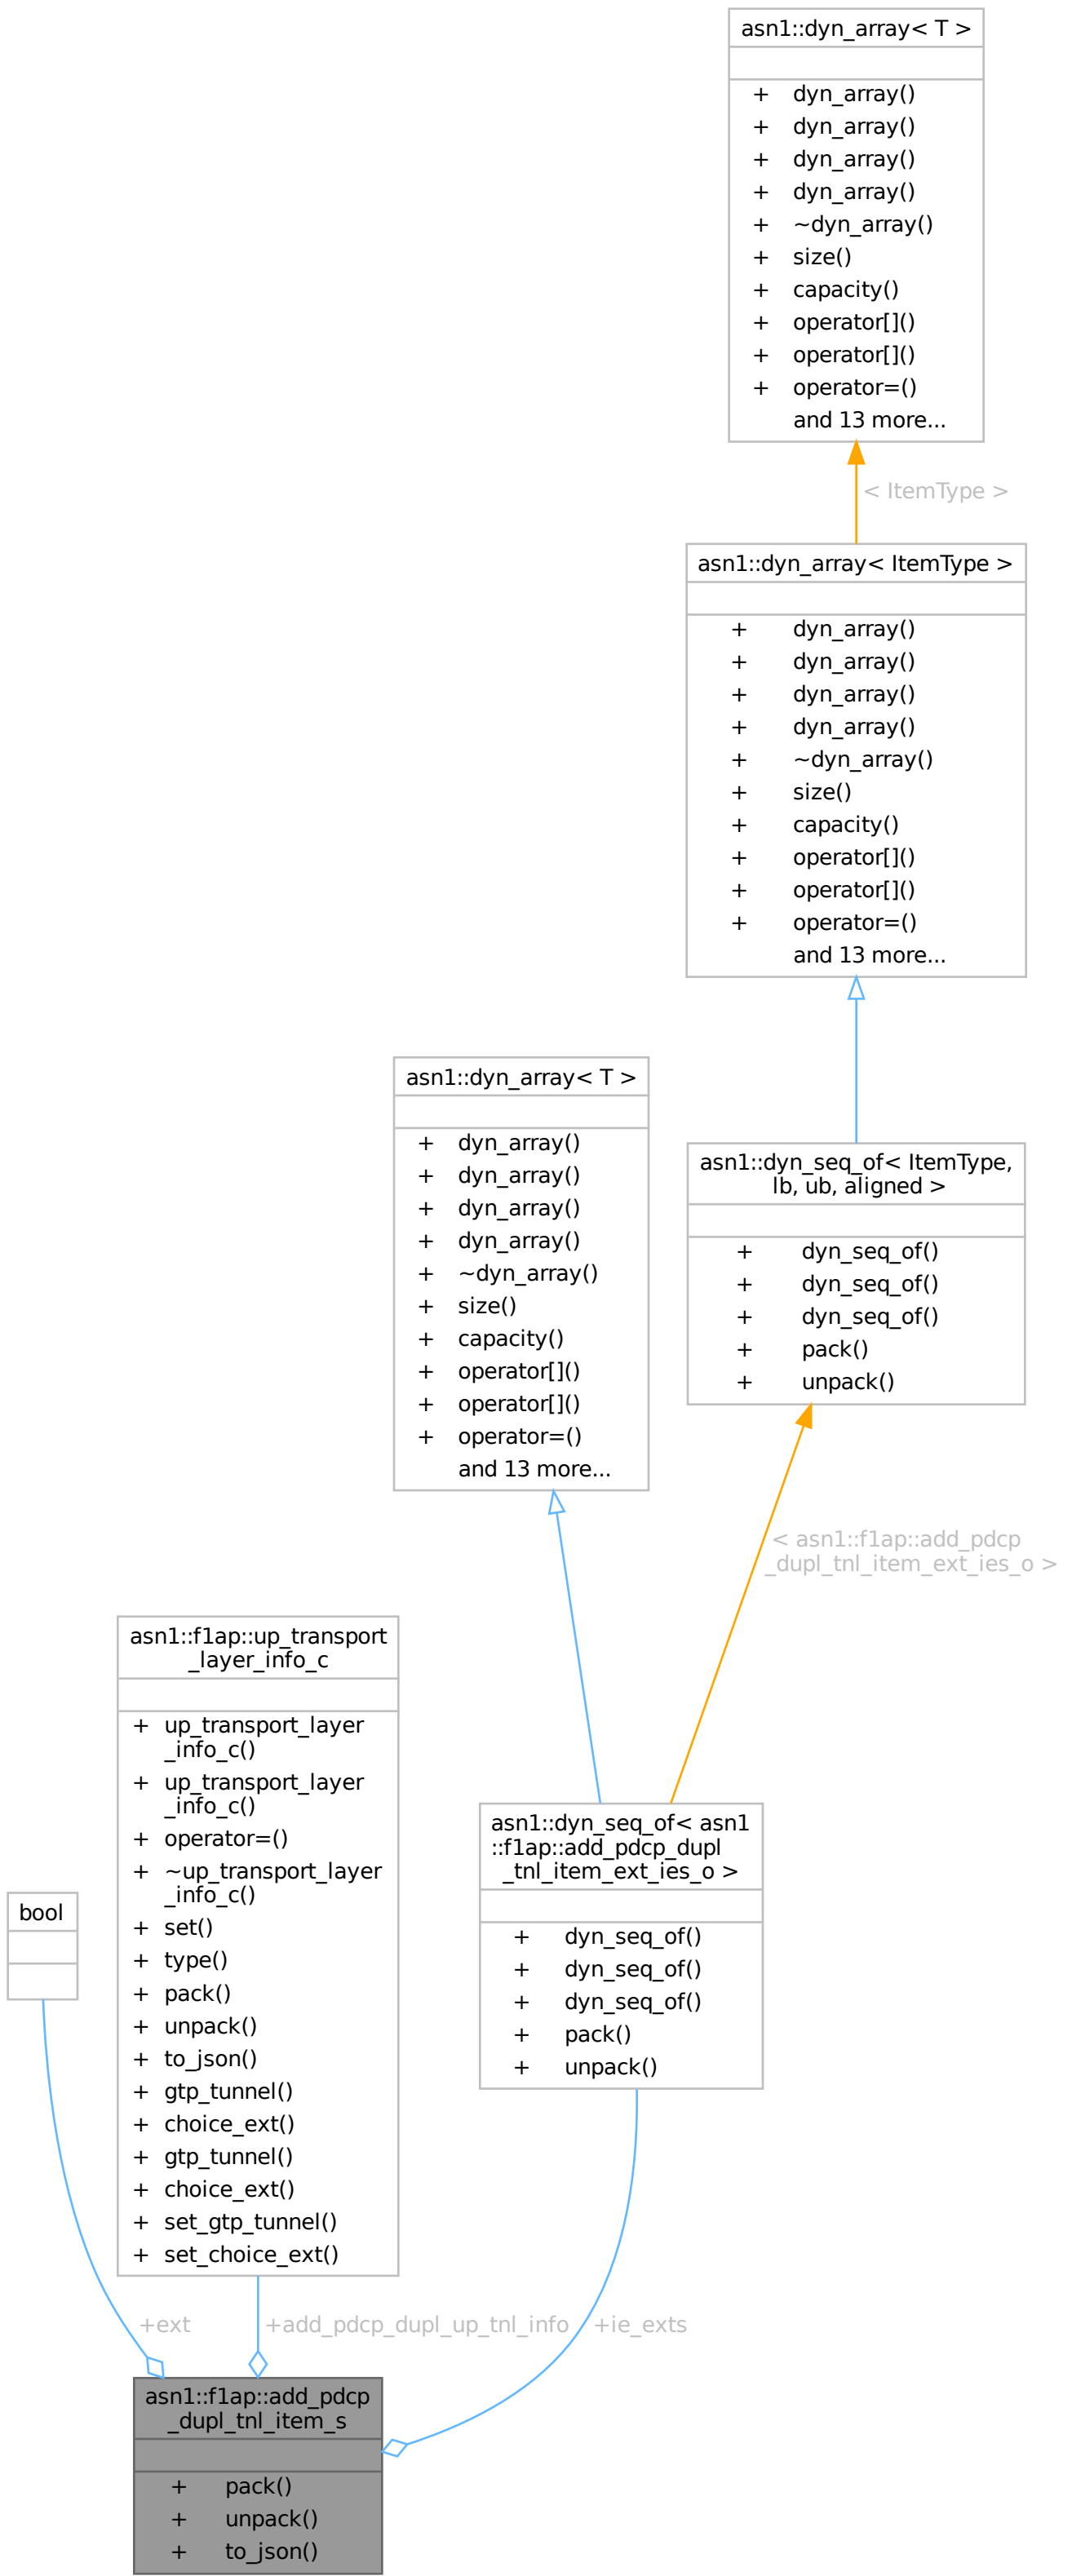 asn1::dyn_array< T >
+ dyn_array()
+ dyn_array()
+ dyn_array()
+ dyn_array()
+ ~dyn_array()
+ size()
+ capacity()
+ operator[]()
+ operator[]()
+ operator=()
and 13 more...
< ItemType >
asn1::dyn_array< ItemType >
+ dyn_array()
+ dyn_array()
+ dyn_array()
+ dyn_array()
+ ~dyn_array()
+ size()
+ capacity()
+ operator[]()
+ operator[]()
+ operator=()
and 13 more...
asn1::dyn_array< T >
+ dyn_array()
+ dyn_array()
+ dyn_array()
+ dyn_array()
+ ~dyn_array()
+ size()
+ capacity()
+ operator[]()
+ operator[]()
+ operator=()
and 13 more...
asn1::dyn_seq_of< ItemType,
lb, ub, aligned >
+ dyn_seq_of()
+ dyn_seq_of()
+ dyn_seq_of()
+ pack()
+ unpack()
< asn1::f1ap::add_pdcp
_dupl_tnl_item_ext_ies_o >
asn1::f1ap::up_transport
_layer_info_c
+ up_transport_layer
_info_c()
+ up_transport_layer
_info_c()
+ operator=()
+ ~up_transport_layer
_info_c()
+ set()
+ type()
+ pack()
+ unpack()
+ to_json()
+ gtp_tunnel()
+ choice_ext()
+ gtp_tunnel()
+ choice_ext()
+ set_gtp_tunnel()
+ set_choice_ext()
asn1::dyn_seq_of< asn1
::f1ap::add_pdcp_dupl
_tnl_item_ext_ies_o >
+ dyn_seq_of()
+ dyn_seq_of()
+ dyn_seq_of()
+ pack()
+ unpack()
bool
+ext
+add_pdcp_dupl_up_tnl_info
+ie_exts
asn1::f1ap::add_pdcp
_dupl_tnl_item_s
+ pack()
+ unpack()
+ to_json()